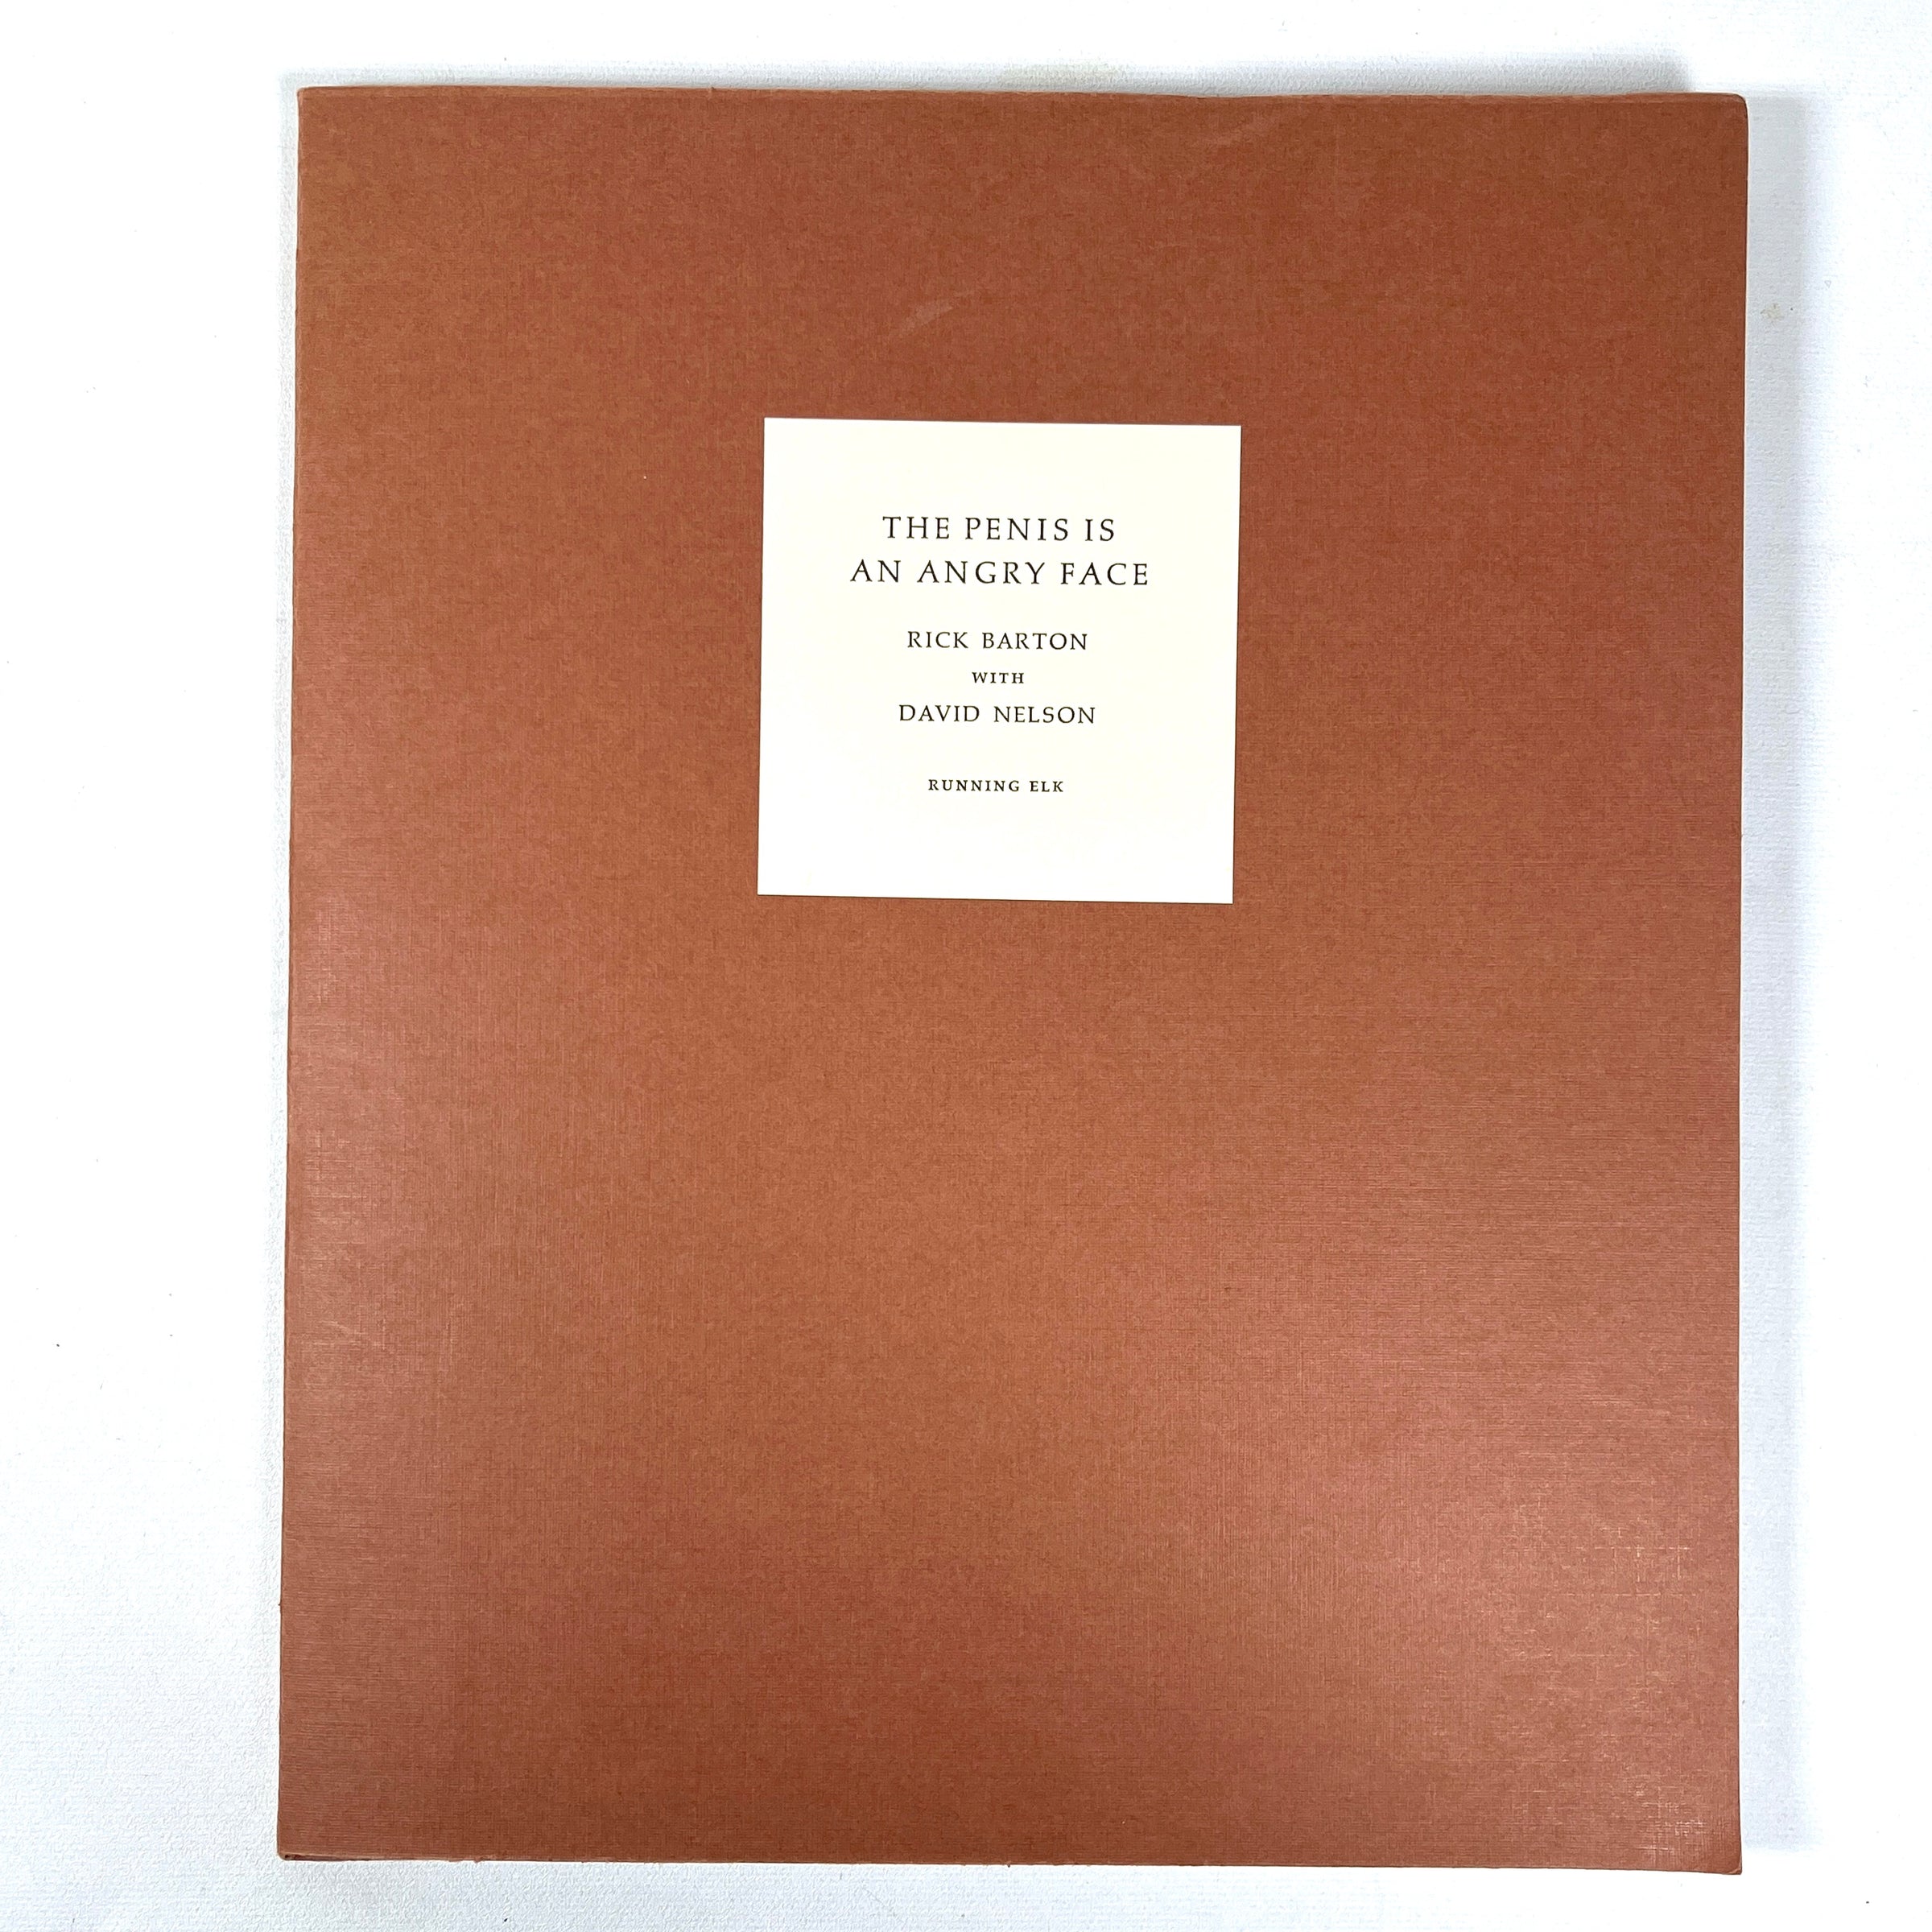 THE PENIS IS
AN ANGRY FACE
RICK BARTON
WITH
DAVID NELSON
RUNNING ELK